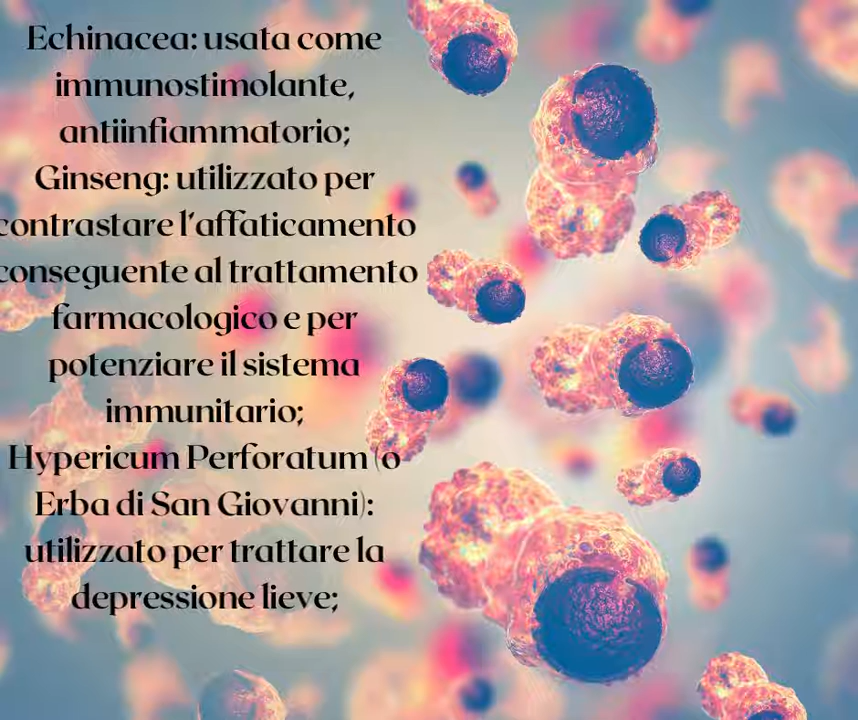 Echinacea: usata come
immunostimolante,
antiinfiammatorio;
Ginseng: utilizzato per
contrastare l'affaticamento
conseguente al trattamento
farmacologico e per
potenziare il sistema
immunitario;
Hypericum Perforatum (o
Erba di San Giovanni):
utilizzato per trattare la
depressione lieve;